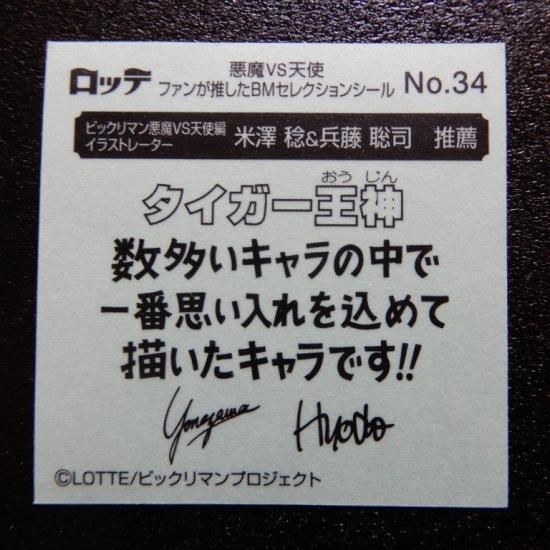 ロッテ
悪魔VS天使
ファンが推したBMセレクションシール
No.34
ビックリマン悪魔VS天使編
イラストレーター
米澤 稔&兵藤 聡司 推薦
おう じん
タイガー王神
数多いキャラの中で
一番思い入れを込めて
描いたキャラです!!
Yonezawa Hyodo
©LOTTE/ビックリマンプロジェクト